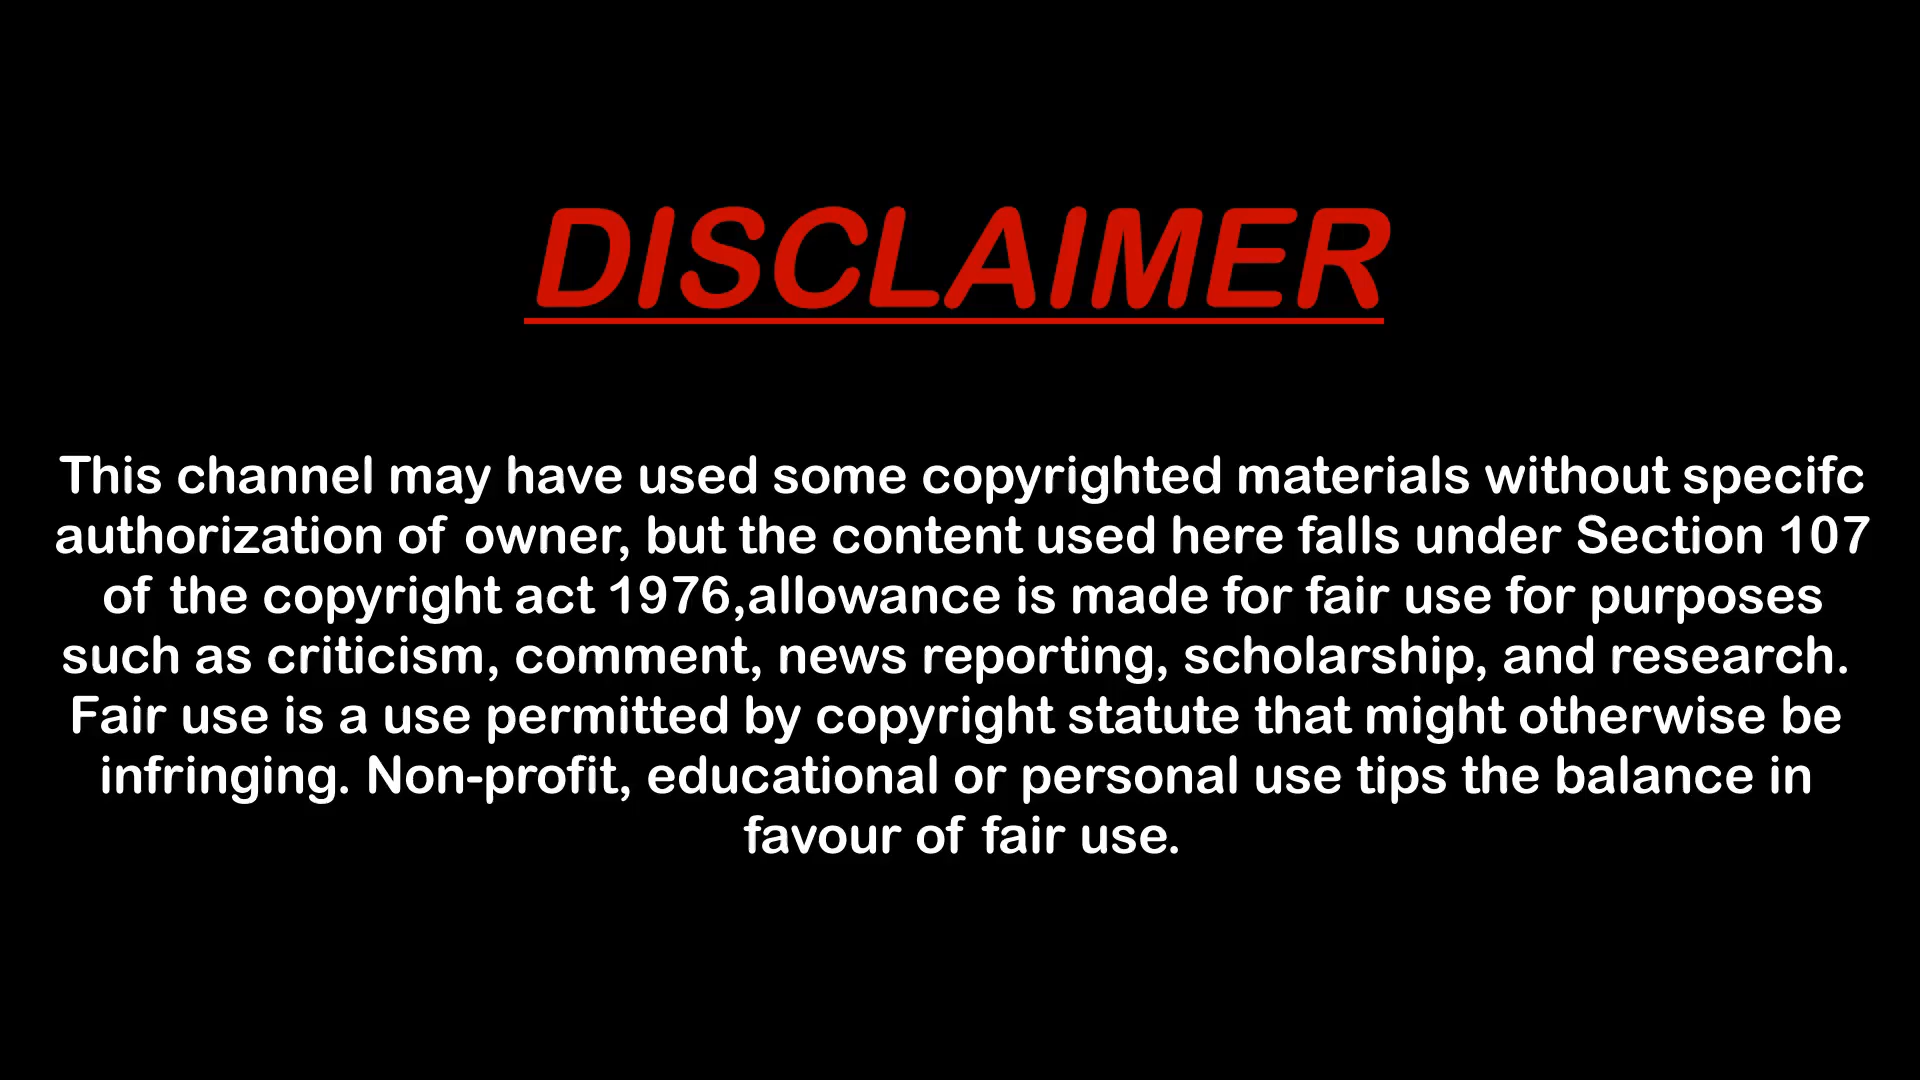 DISCLAIMER
This channel may have used some copyrighted materials without specifc
authorization of owner, but the content used here falls under Section 107
of the copyright act 1976,allowance is made for fair use for purposes
such as criticism, comment, news reporting, scholarship, and research.
Fair use is a use permitted by copyright statute that might otherwise be
infringing. Non-profit, educational or personal use tips the balance in
favour of fair use.